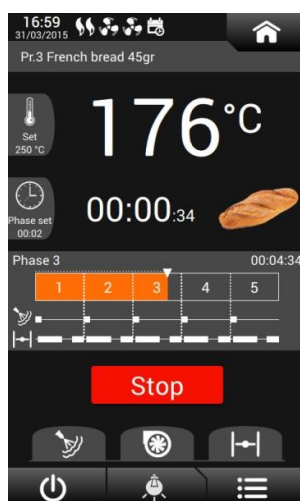 16:59
31/03/2015
Pr.3 French bread 45gr
Set
250 °C
176°C
Phase set
00:02
00:00:34
Phase 3 00:04:34
1 2 3 4 5
Stop